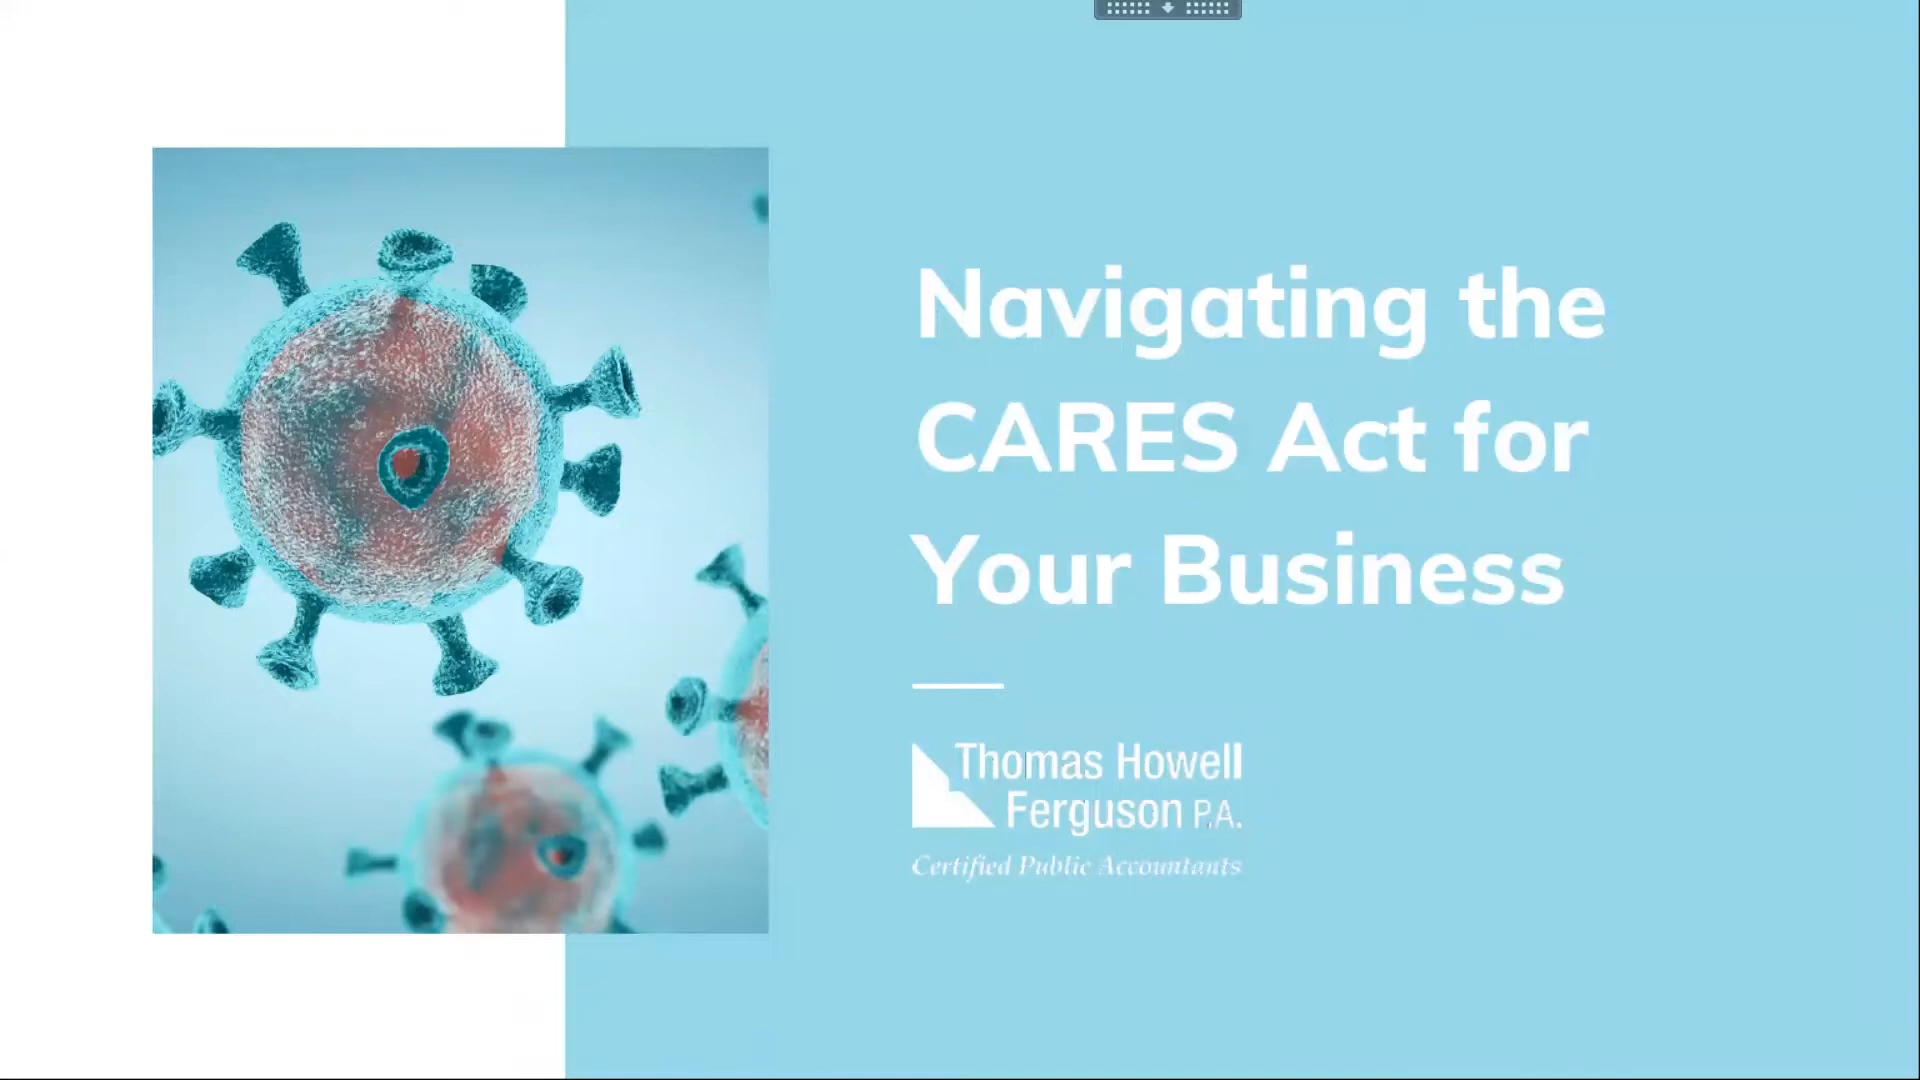 Navigating the
CARES Act for
Your Business
Thomas Howell
Ferguson P.A.
Certified Public Accountants